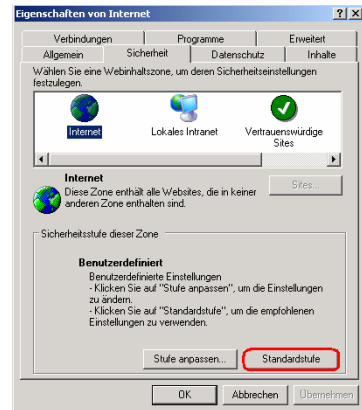 Eigenschaften von Internet
Verbindungen Programme Erweitert
Allgemein Sicherheit Datenschutz Inhalte
Wählen Sie eine Webinhaltszone, um deren Sicherheitseinstellungen
festzulegen.
Internet Lokales Intranet Vertrauenswürdige
Sites
Internet
Diese Zone enthält alle Websites, die in keiner
anderen Zone enthalten sind.
Sites...
Sicherheitsstufe dieser Zone
Benutzerdefiniert
Benutzerdefinierte Einstellungen
- Klicken Sie auf "Stufe anpassen", um die Einstellungen
zu ändern.
- Klicken Sie auf "Standardstufe", um die empfohlenen
Einstellungen zu verwenden.
Stufe anpassen... Standardstufe
OK Abbrechen Übernehmen